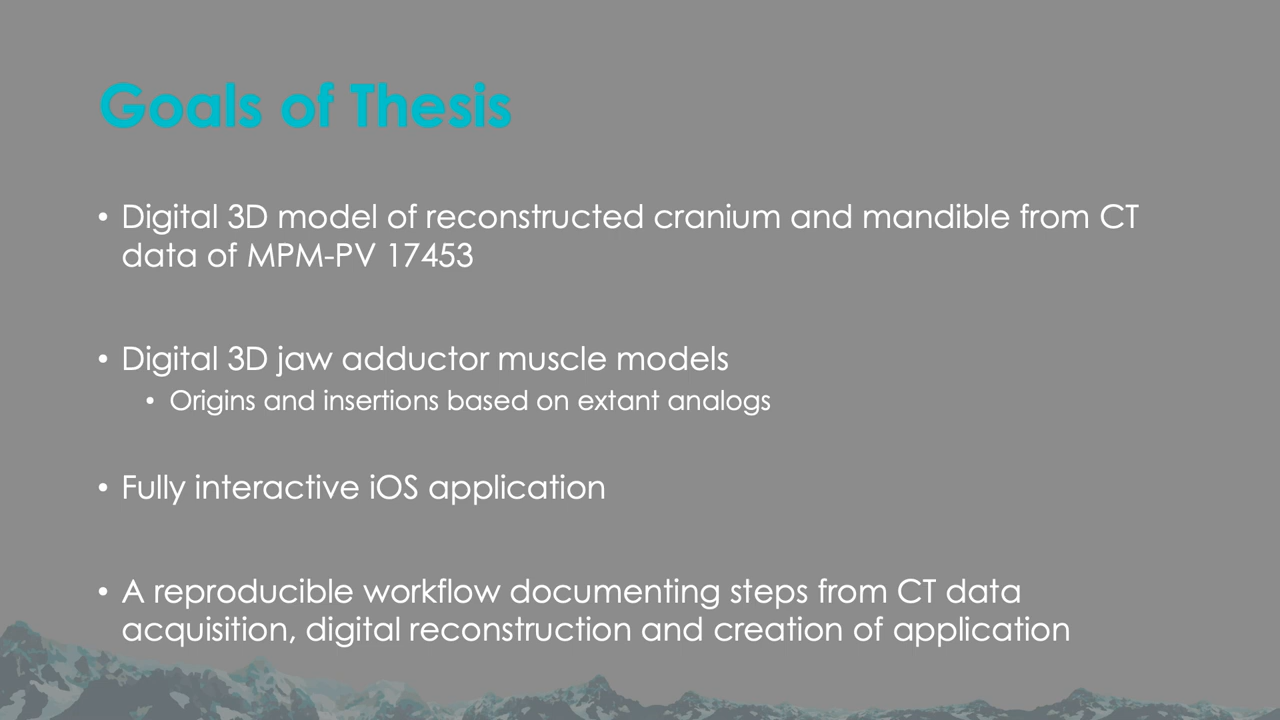 Goals of Thesis
• Digital 3D model of reconstructed cranium and mandible from CT
data of MPM-PV 17453
• Digital 3D jaw adductor muscle models
• Origins and insertions based on extant analogs
• Fully interactive iOS application
• A reproducible workflow documenting steps from CT data
acquisition, digital reconstruction and creation of application